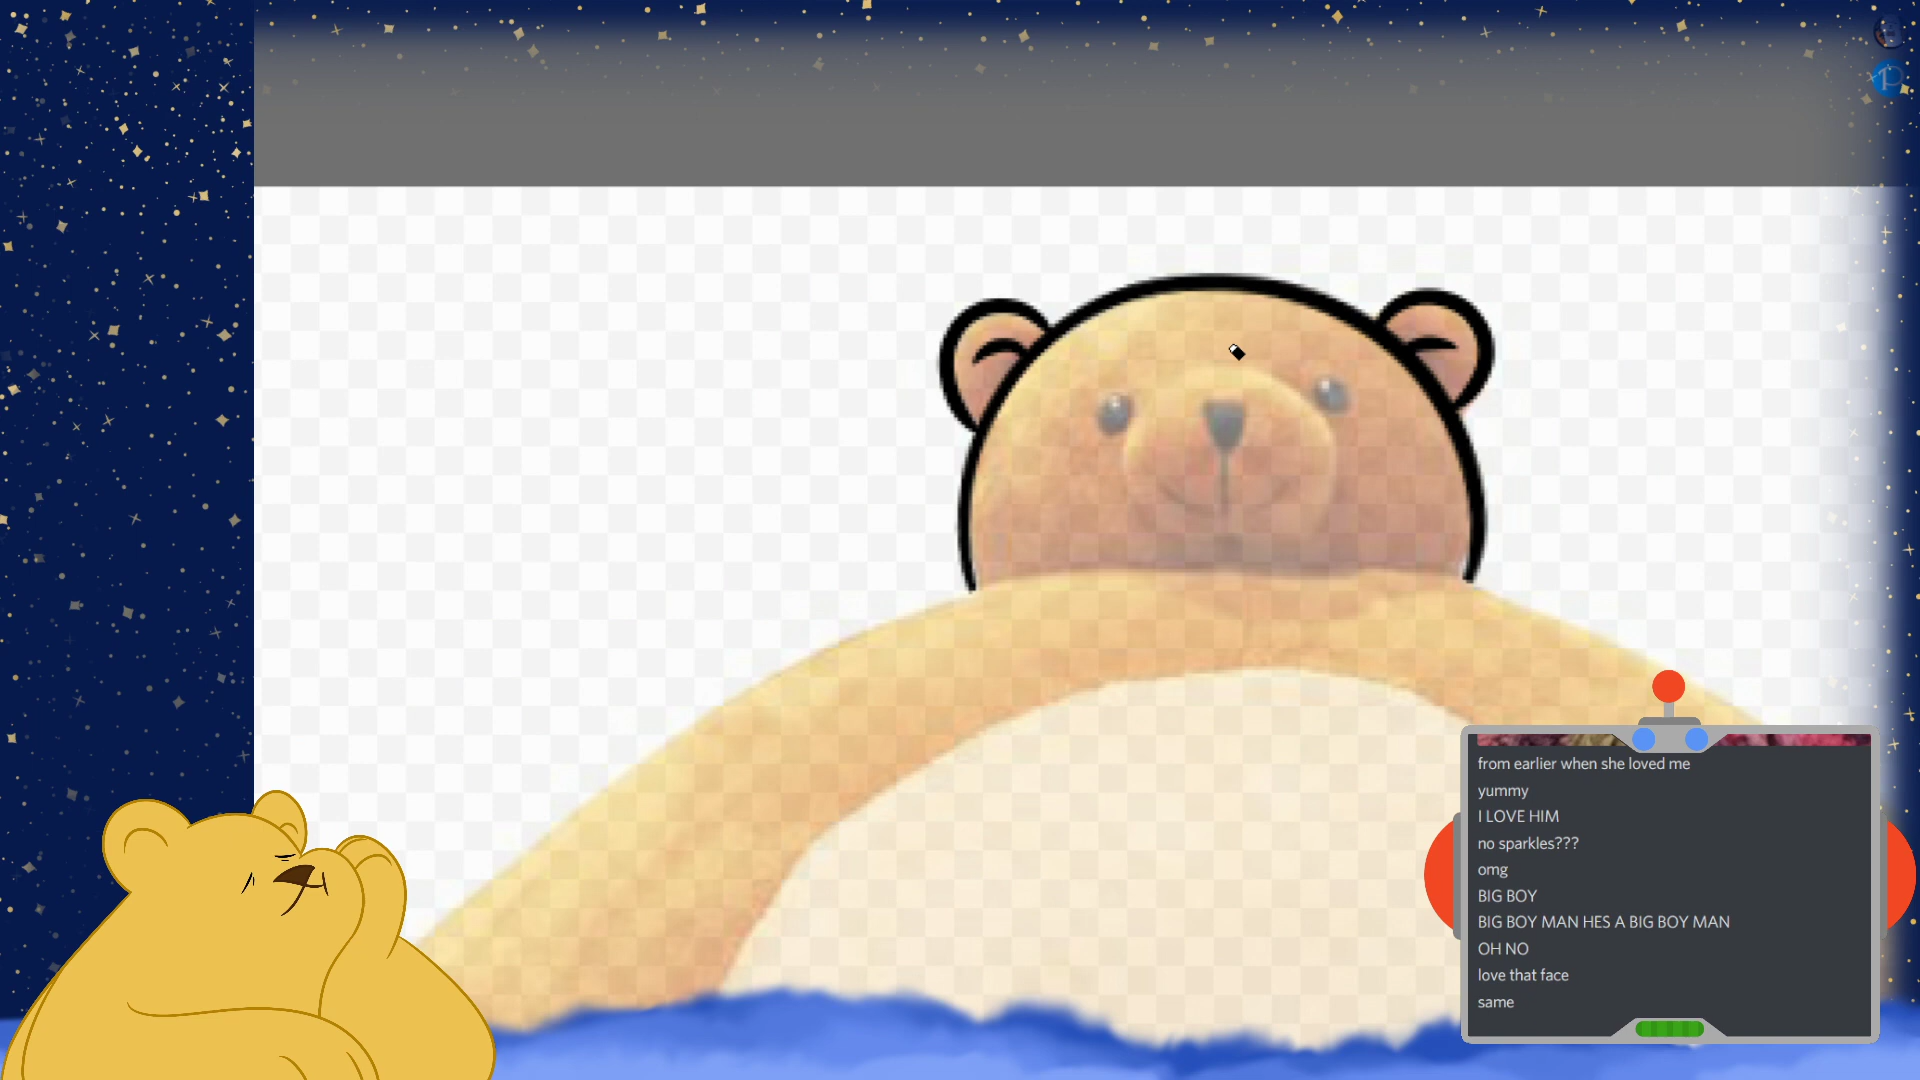 from earlier when she loved me
yummy
I LOVE HIM
no sparkles???
omg
BIG BOY
BIG BOY MAN HES A BIG BOY MAN
OH NO
love that face
same